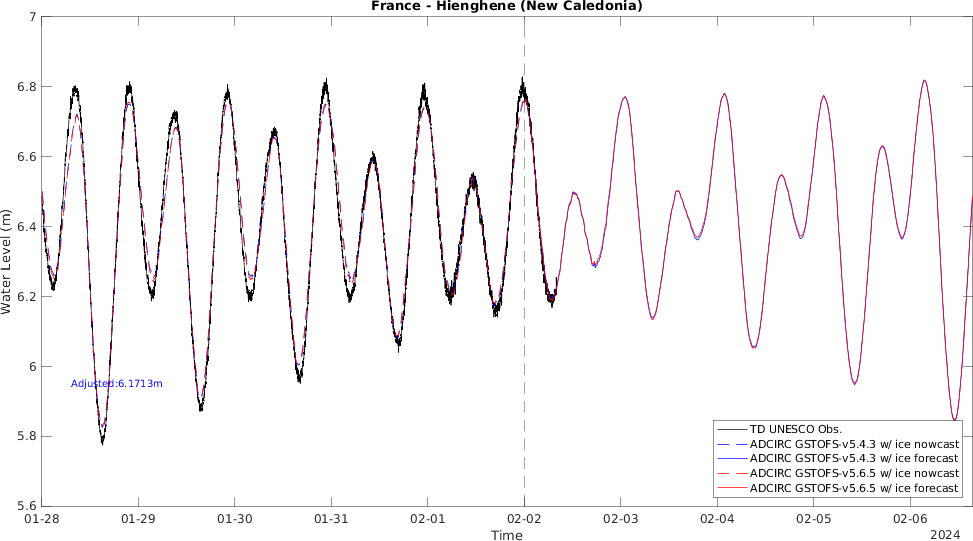 France - Hienghene (New Caledonia)
7
6.8
6.6
6.4
6.2
6
5.8
5.6
Water Level (m)
Adjusted:6.1713m
TD UNESCO Obs.
ADCIRC GSTOFS-v5.4.3 w/ ice nowcast
ADCIRC GSTOFS-v5.4.3 w/ ice forecast
ADCIRC GSTOFS-v5.6.5 w/ ice nowcast
ADCIRC GSTOFS-v5.6.5 w/ ice forecast
01-28 01-29 01-30 01-31 02-01 02-02 02-03 02-04 02-05 02-06
Time
2024